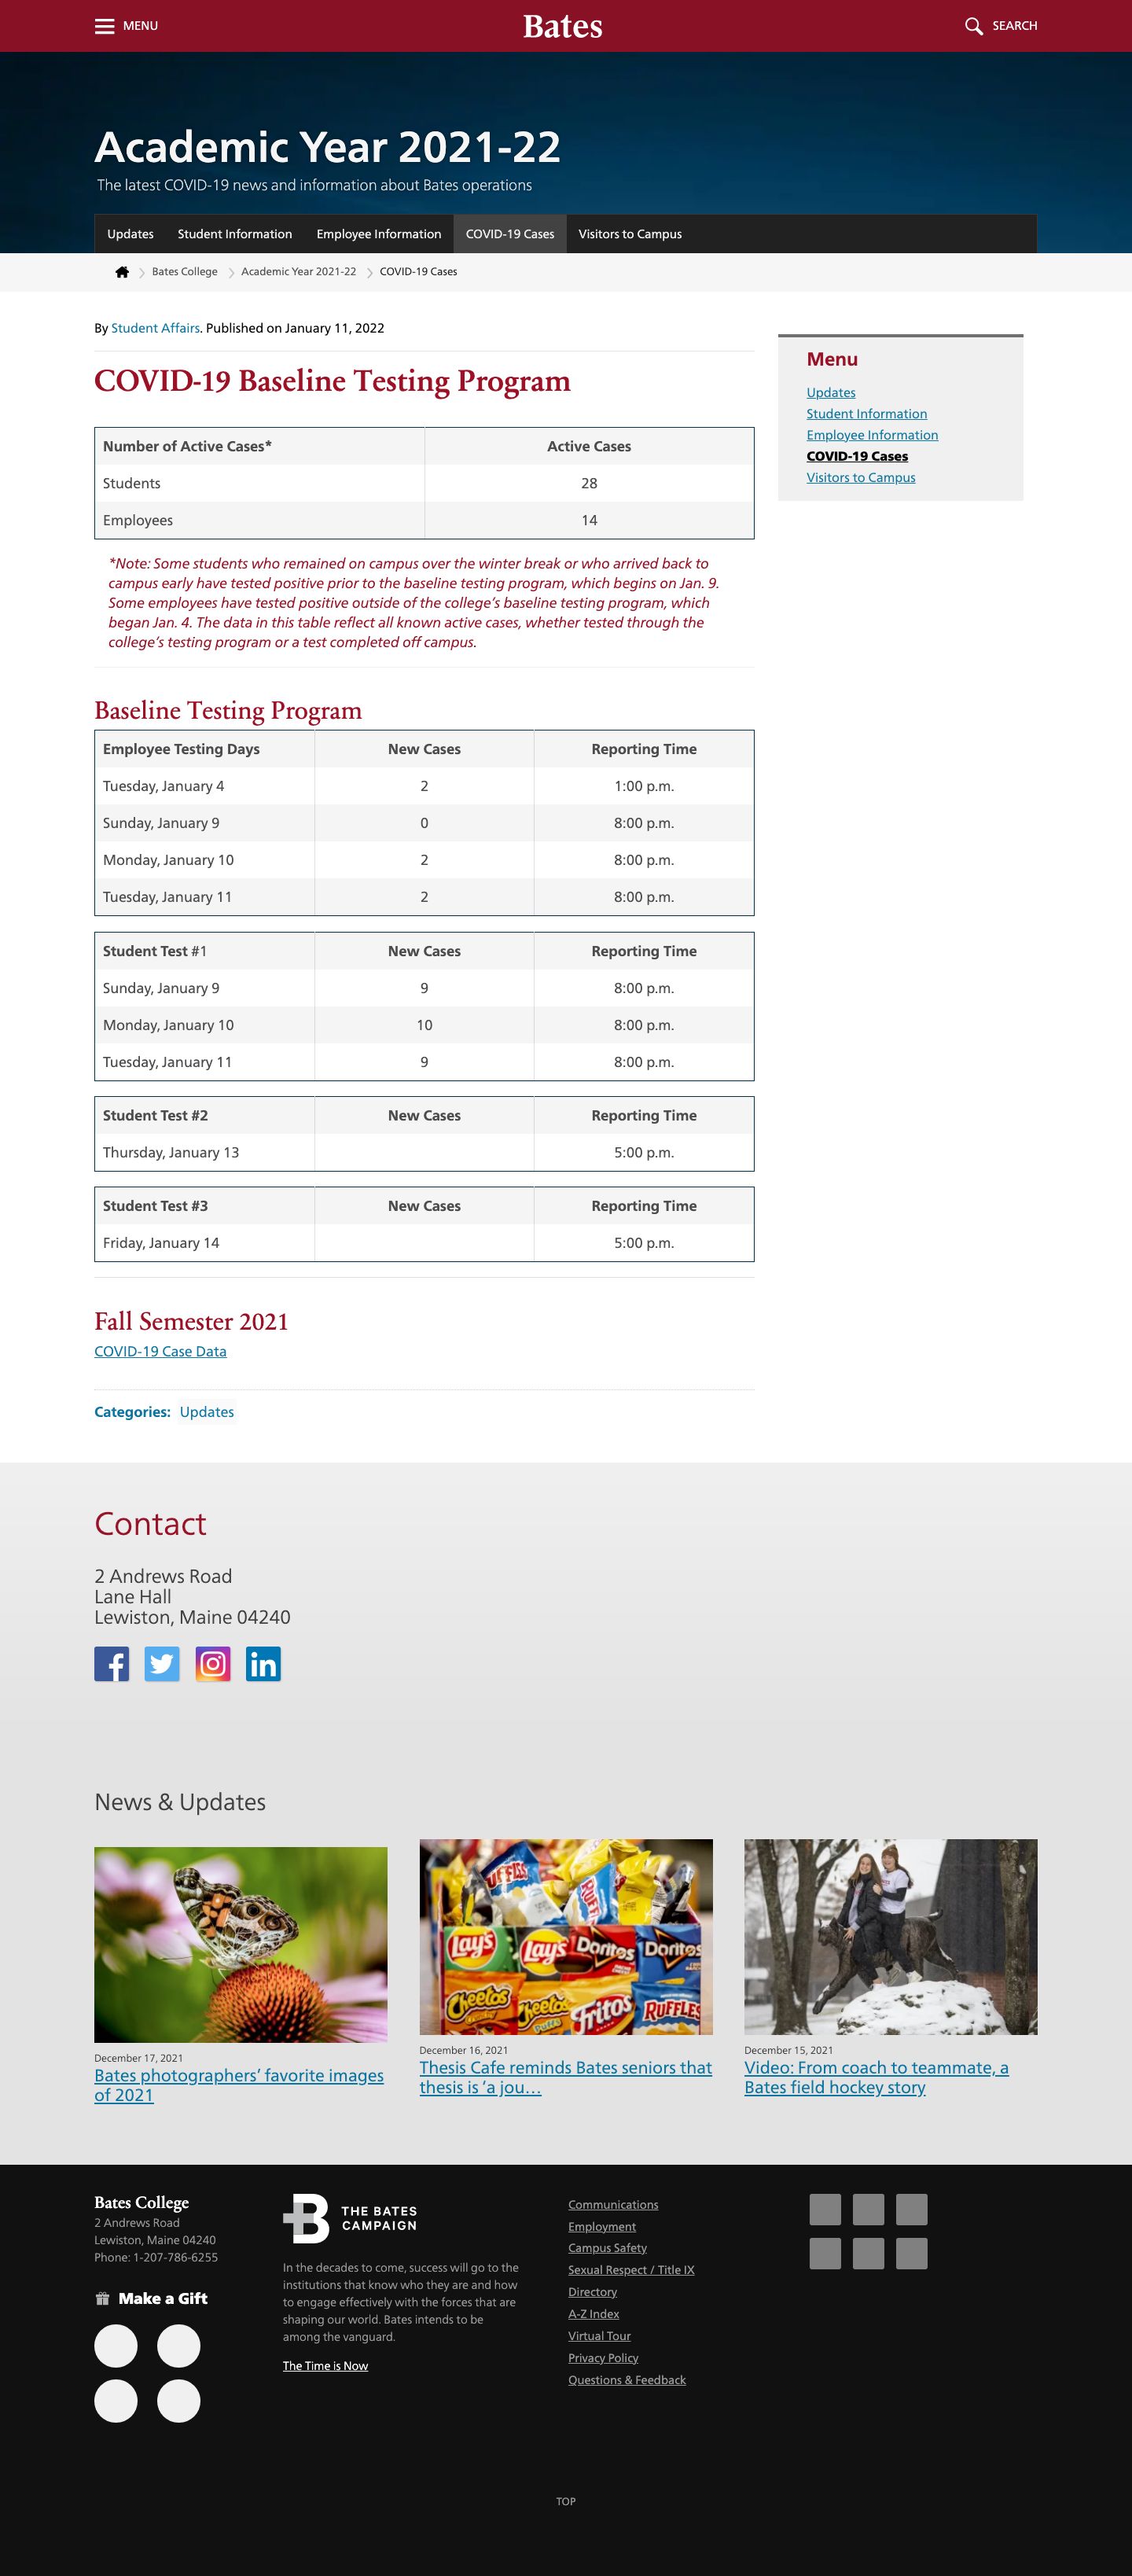 MENU
Bates
SEARCH
Academic Year 2021-22
The latest COVID-19 news and information about Bates operations
Updates Student Information Employee Information COVID-19 Cases Visitors to Campus
Bates College Academic Year 2021-22 COVID-19 Cases
By Student Affairs. Published on January 11, 2022
COVID-19 Baseline Testing Program
Number of Active Cases* Active Cases
Students 28
Employees 14
*Note: Some students who remained on campus over the winter break or who arrived back to
campus early have tested positive prior to the baseline testing program, which begins on Jan. 9.
Some employees have tested positive outside of the college’s baseline testing program, which
began Jan. 4. The data in this table reflect all known active cases, whether tested through the
college’s testing program or a test completed off campus.
Menu
Updates
Student Information
Employee Information
COVID-19 Cases
Visitors to Campus
Baseline Testing Program
Employee Testing Days New Cases Reporting Time
Tuesday, January 4 2 1:00 p.m.
Sunday, January 9 0 8:00 p.m.
Monday, January 10 2 8:00 p.m.
Tuesday, January 11 2 8:00 p.m.
Student Test #1 New Cases Reporting Time
Sunday, January 9 9 8:00 p.m.
Monday, January 10 10 8:00 p.m.
Tuesday, January 11 9 8:00 p.m.
Student Test #2 New Cases Reporting Time
Thursday, January 13 5:00 p.m.
Student Test #3 New Cases Reporting Time
Friday, January 14 5:00 p.m.
Fall Semester 2021
COVID-19 Case Data
Categories: Updates
Contact
2 Andrews Road
Lane Hall
Lewiston, Maine 04240
News & Updates
RUFFLES
Lay's Lay's Doritos Doritos
Cheetos Cheetos Puffs Fritos RUFFLES
December 17, 2021
Bates photographers’ favorite images
of 2021
December 16, 2021
Thesis Cafe reminds Bates seniors that
thesis is ‘a jou…
December 15, 2021
Video: From coach to teammate, a
Bates field hockey story
Bates College
2 Andrews Road
Lewiston, Maine 04240
Phone: 1-207-786-6255
Make a Gift
B THE BATES
CAMPAIGN
In the decades to come, success will go to the
institutions that know who they are and how
to engage effectively with the forces that are
shaping our world. Bates intends to be
among the vanguard.
The Time is Now
Communications
Employment
Campus Safety
Sexual Respect / Title IX
Directory
A-Z Index
Virtual Tour
Privacy Policy
Questions & Feedback
TOP